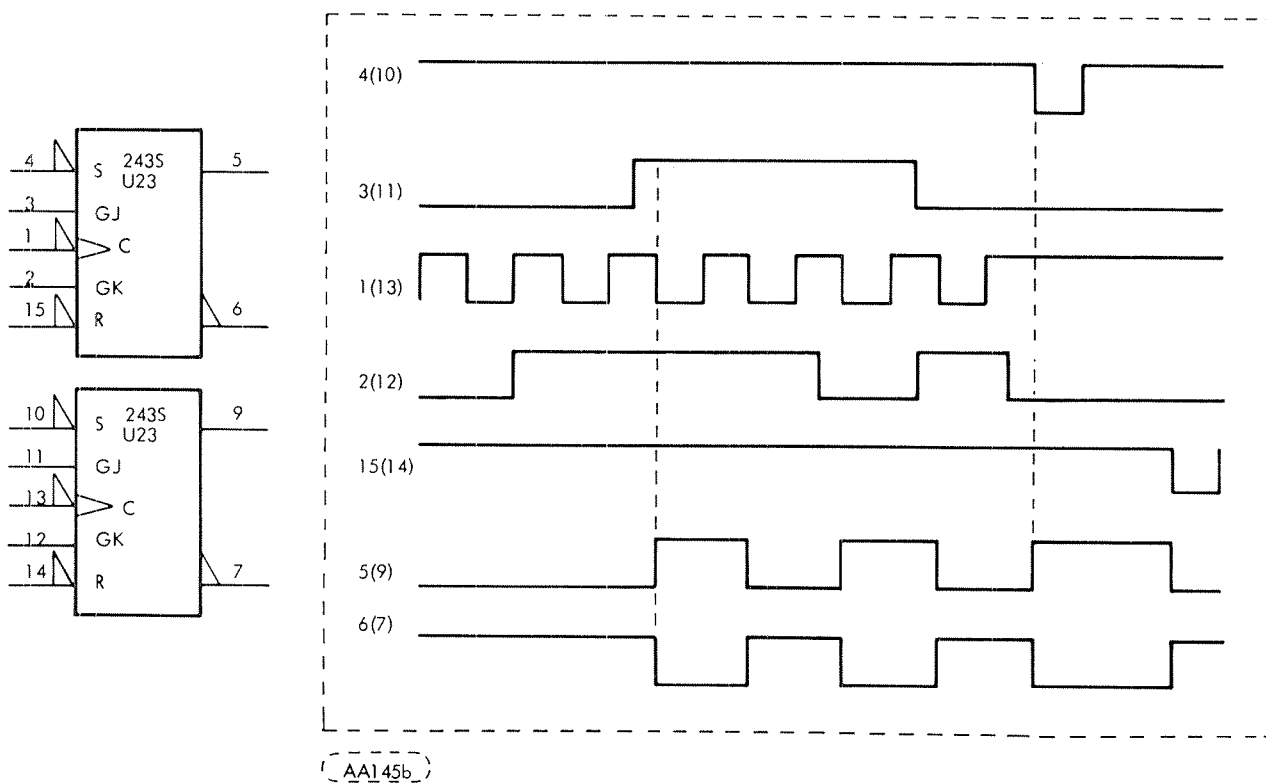 4 S 243S 5
U23
3 GJ
1 C
2 GK
15 R 6
10 S 243S 9
U23
11 GJ
13 C
12 GK
14 R 7
4(10)
3(11)
1(13)
2(12)
15(14)
5(9)
6(7)
AA145b